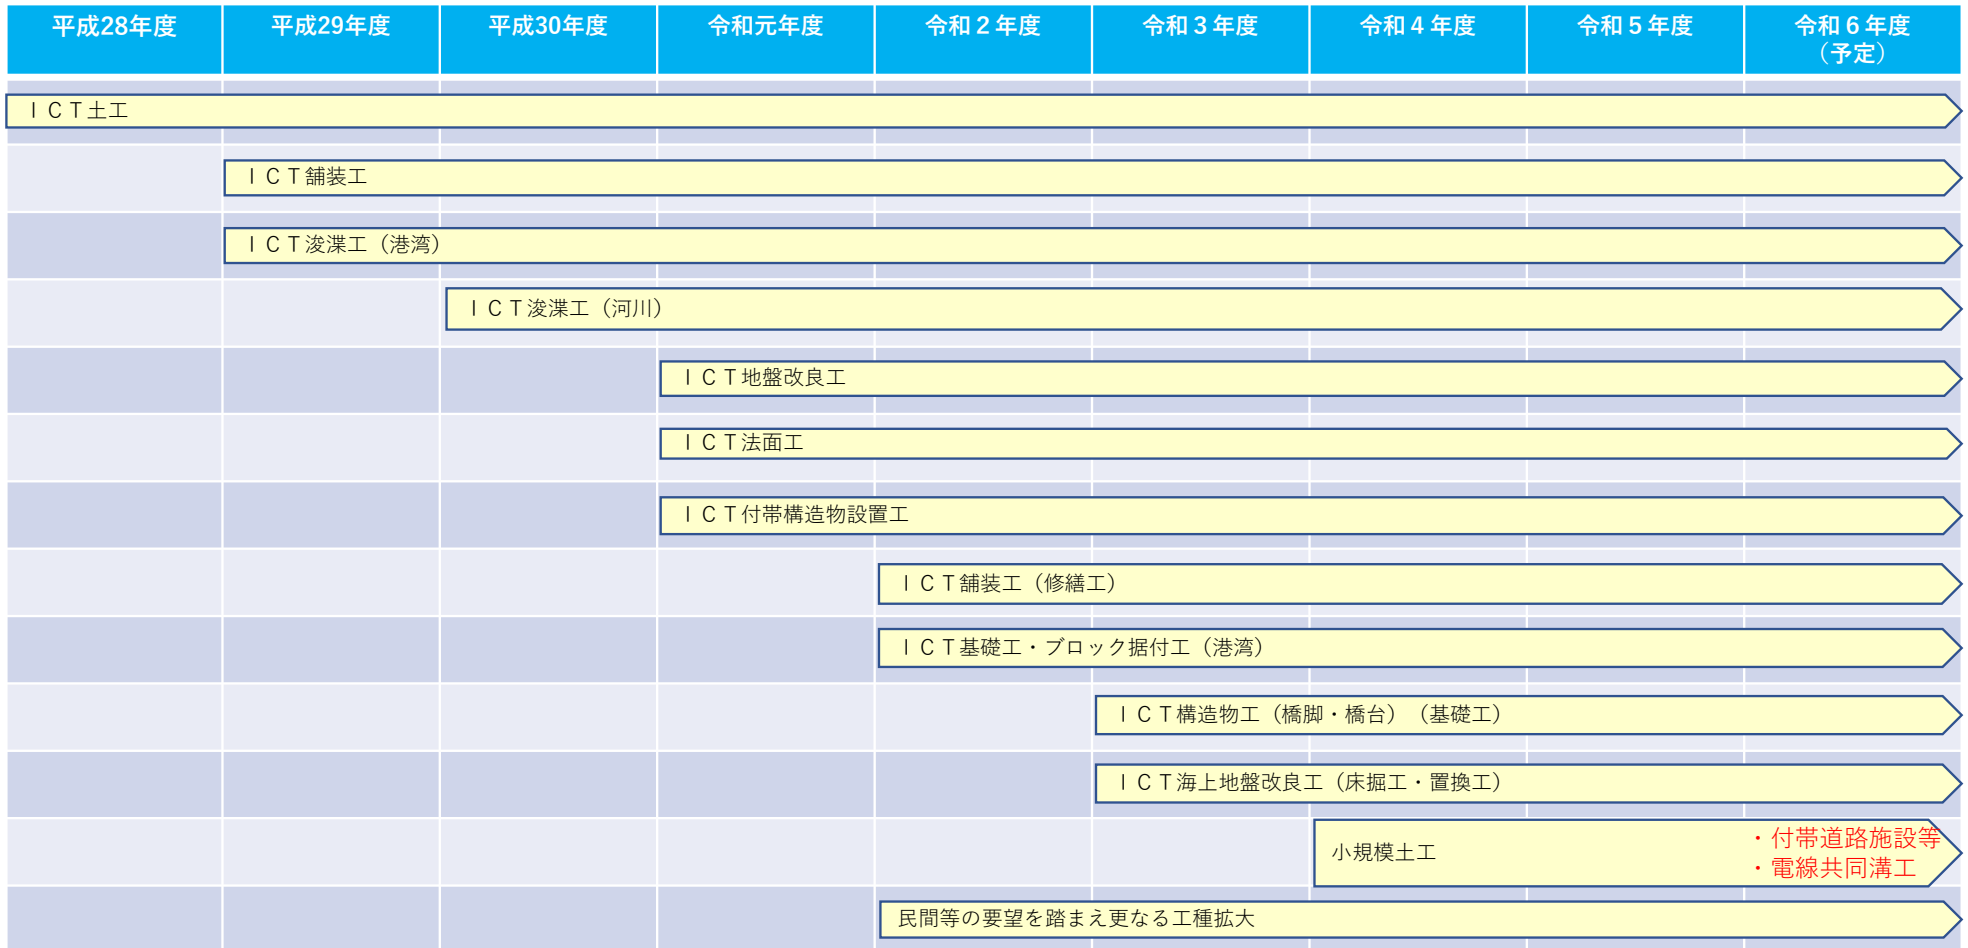 平成28年度
平成29年度
平成30年度
令和元年度
令和２年度
令和３年度
令和４年度
令和５年度
令和６年度
（予定）
ＩＣＴ土工
ＩＣＴ舗装工
ＩＣＴ浚渫工（港湾）
ＩＣＴ浚渫工（河川）
ＩＣＴ地盤改良工
ＩＣＴ法面工
ＩＣＴ付帯構造物設置工
ＩＣＴ舗装工（修繕工）
ＩＣＴ基礎工・ブロック据付工（港湾）
ＩＣＴ構造物工（橋脚・橋台）（基礎工）
ＩＣＴ海上地盤改良工（床掘工・置換工）
小規模土工
・付帯道路施設等
・電線共同溝工
民間等の要望を踏まえ更なる工種拡大